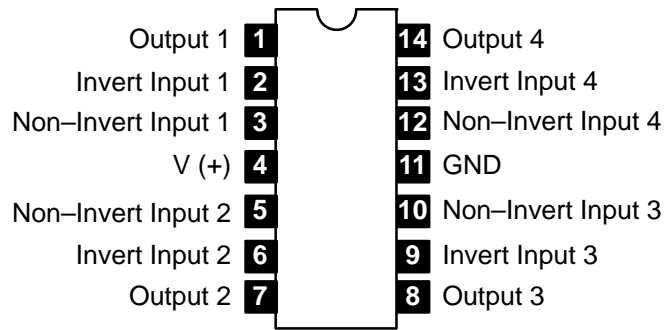 Output 1 1 14 Output 4
Invert Input 1 2 13 Invert Input 4
Non–Invert Input 1 3 12 Non–Invert Input 4
V (+) 4 11 GND
Non–Invert Input 2 5 10 Non–Invert Input 3
Invert Input 2 6 9 Invert Input 3
Output 2 7 8 Output 3